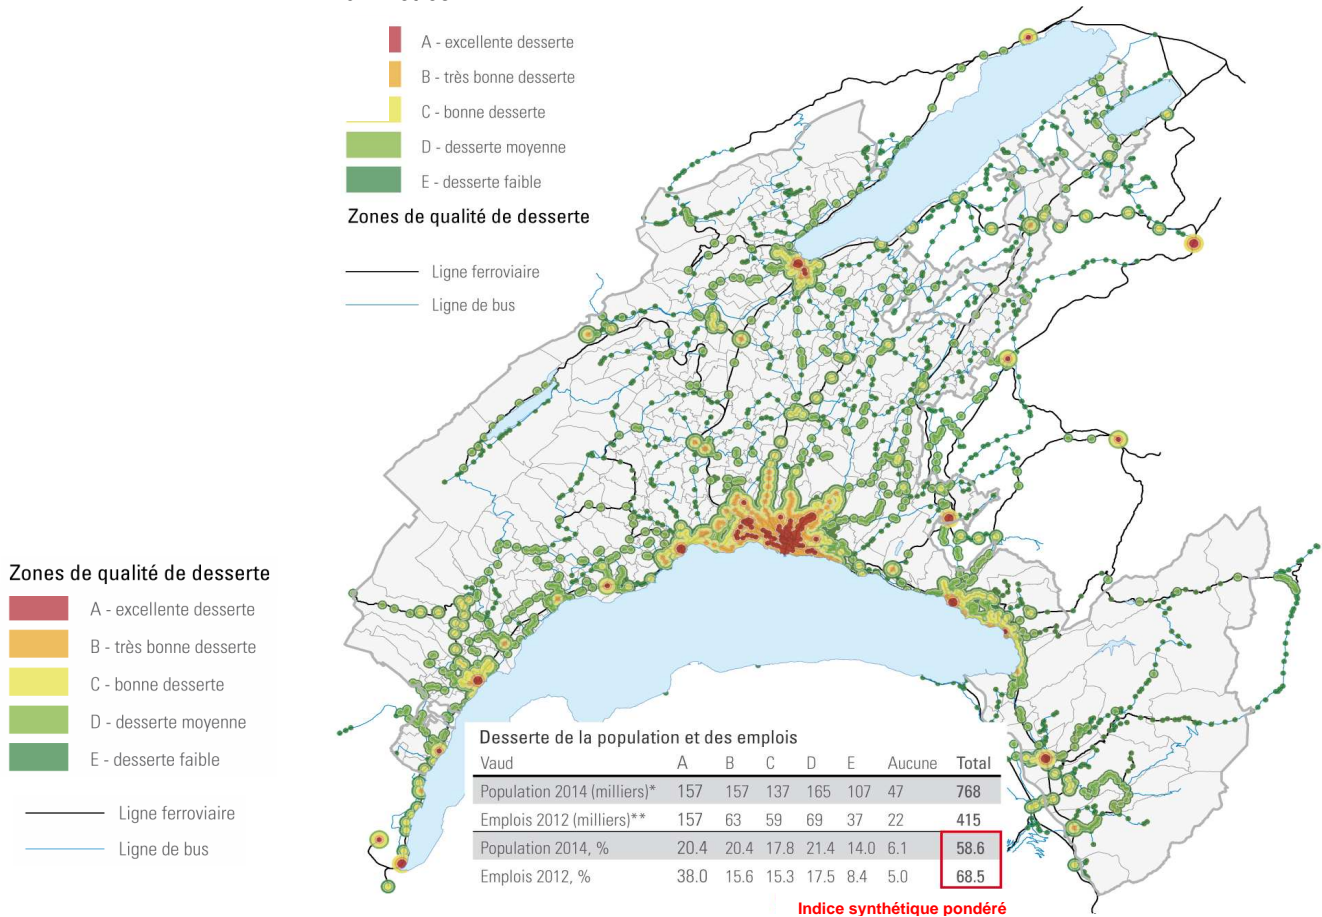 A - excellente desserte
B - très bonne desserte
C - bonne desserte
D - desserte moyenne
E - desserte faible
Zones de qualité de desserte
Ligne ferroviaire
Ligne de bus
Zones de qualité de desserte
A - excellente desserte
B - très bonne desserte
C - bonne desserte
D - desserte moyenne
E - desserte faible
Ligne ferroviaire
Ligne de bus
Desserte de la population et des emplois
Vaud A B C D E Aucune Total
Population 2014 (milliers)* 157 157 137 165 107 47 768
Emplois 2012 (milliers)** 157 63 59 69 37 22 415
Population 2014, % 20.4 20.4 17.8 21.4 14.0 6.1 58.6
Emplois 2012, % 38.0 15.6 15.3 17.5 8.4 5.0 68.5
Indice synthétique pondéré